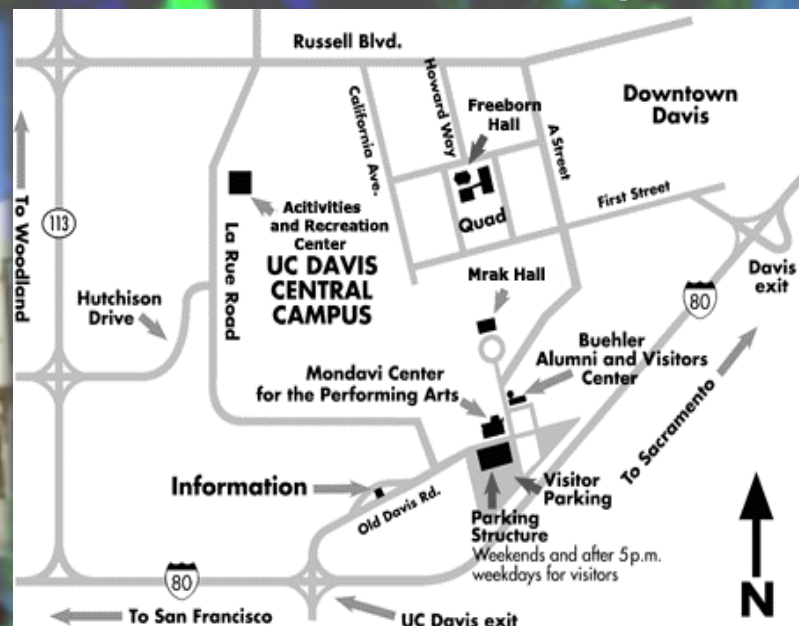 Russell Blvd.
Howard Way
California Ave.
Freeborn
Hall
A Street
Downtown
Davis
To Woodland
113
Acitivities
and Recreation
Center
La Rue Road
Quad
First Street
UC DAVIS
CENTRAL
CAMPUS
Hutchison
Drive
Mrak Hall
Davis
exit
80
Buehler
Alumni and Visitors
Center
Mondavi Center
for the Performing Arts
To Sacramento
Information
Old Davis Rd.
Visitor
Parking
Parking
Structure
Weekends and after 5 p.m.
weekdays for visitors
80
N
To San Francisco
UC Davis exit